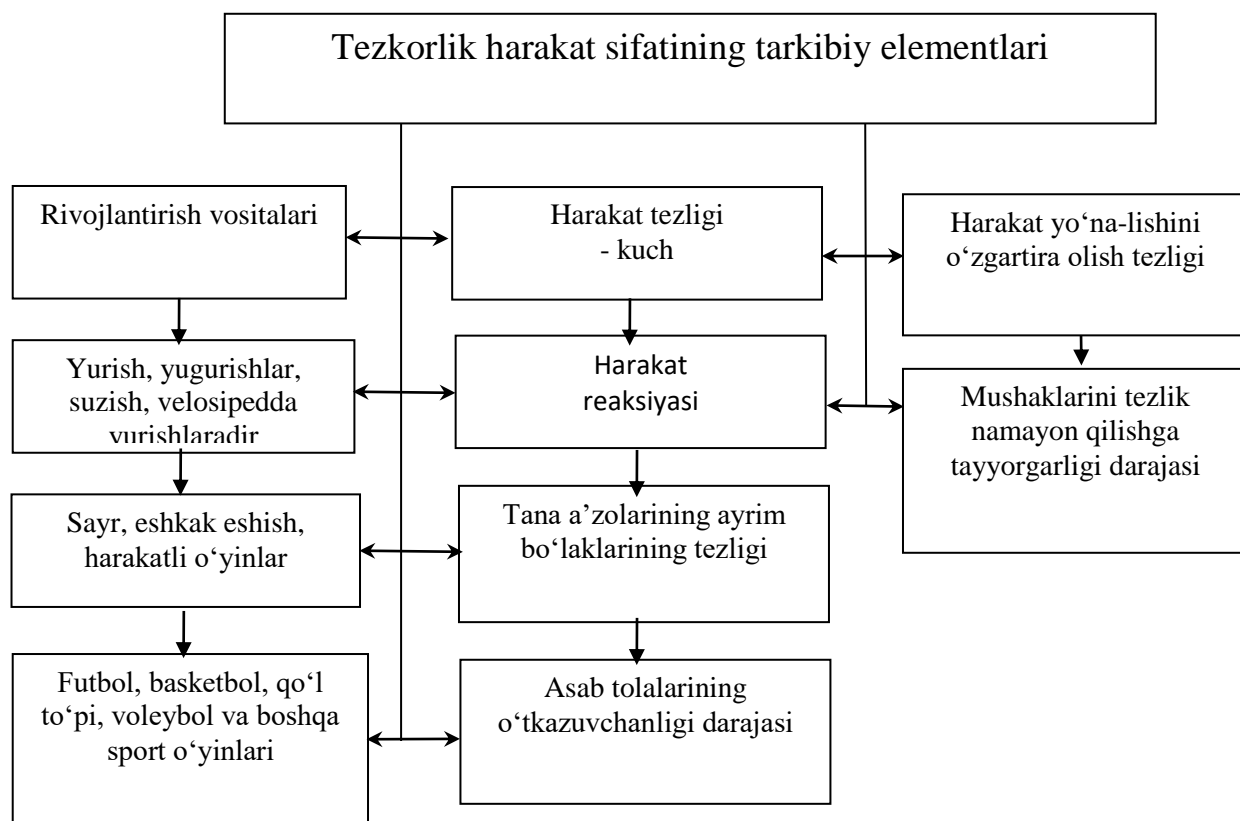 Tezkorlik harakat sifatining tarkibiy elementlari
Rivojlantirish vositalari
Harakat tezligi
- kuch
Harakat yo‘na-lishini
o‘zgartira olish tezligi
Yurish, yugurishlar,
suzish, velosipedda
yurishlaradir
Harakat
reaksiyasi
Mushaklarini tezlik
namayon qilishga
tayyorgarligi darajasi
Sayr, eshkak eshish,
harakatli o‘yinlar
Tana a’zolarining ayrim
bo‘laklarining tezligi
Futbol, basketbol, qo‘l
to‘pi, voleybol va boshqa
sport o‘yinlari
Asab tolalarining
o‘tkazuvchanligi darajasi